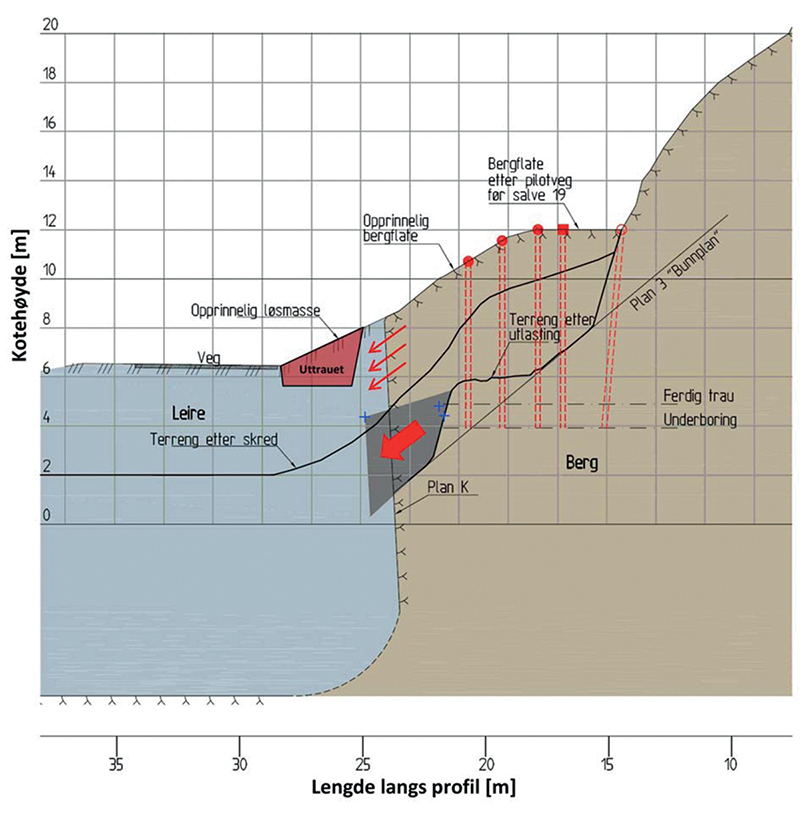 20
18
16
14
12
10
8
6
4
2
0
Kotehøyde [m]
Bergflate
etter pilotveg
før salve 19
Opprinnelig
bergflate
Plan 3 "Bunnplan"
Opprinnelig løsmasse
Terreng etter
utlasting
Veg
Uttrauet
Ferdig trau
Leire
Underboring
Terreng etter skred
Berg
Plan K
35
30
25
20
15
10
Lengde langs profil [m]